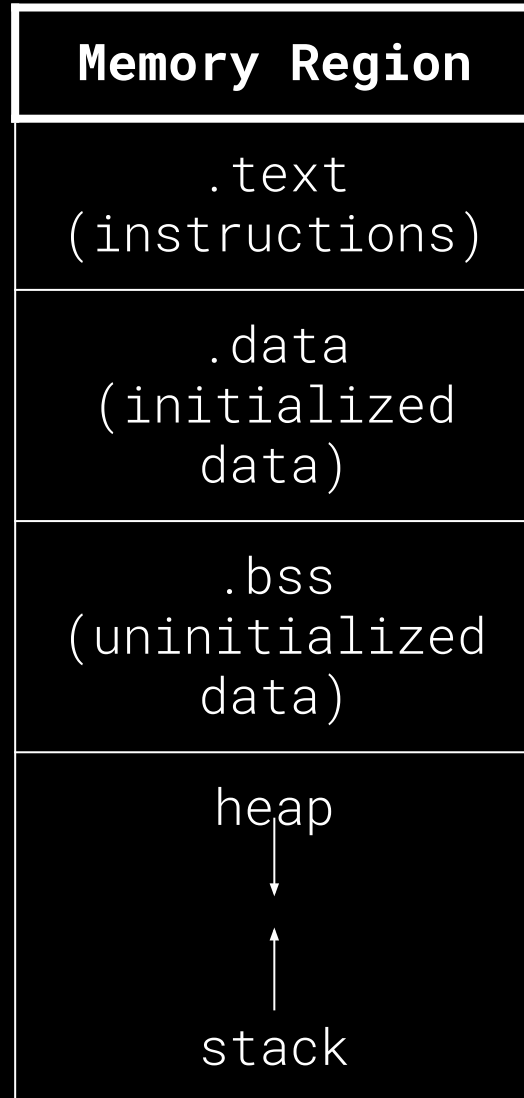 Memory Region
.text
(instructions)
.data
(initialized
data)
.bss
(uninitialized
data)
heap
stack